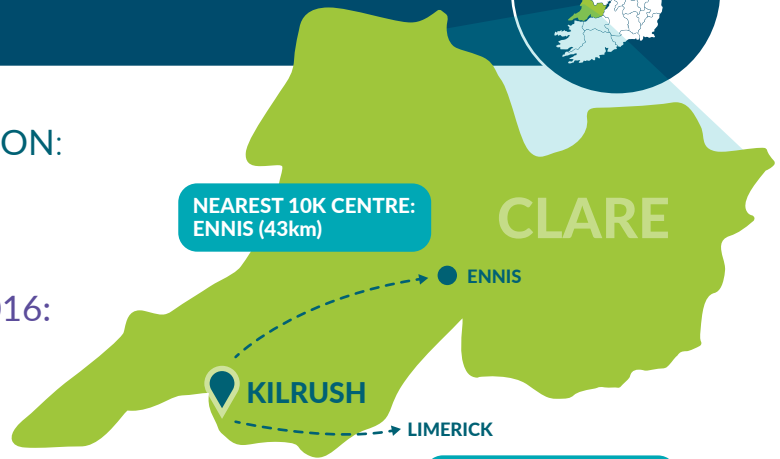 ON:
NEAREST 10K CENTRE:
ENNIS (43km)
CLARE
ENNIS
16:
KILRUSH
LIMERICK